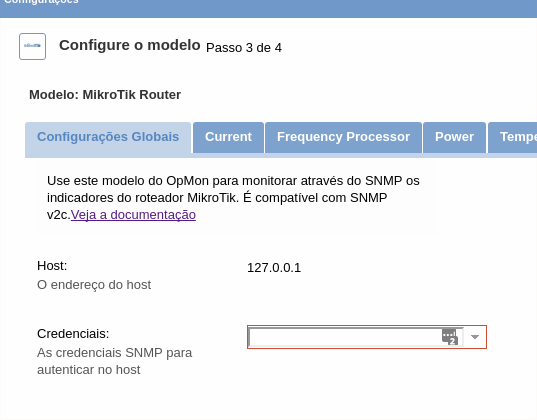 Configurações
Configure o modelo Passo 3 de 4
Modelo: MikroTik Router
Configurações Globais Current Frequency Processor Power Tempe
Use este modelo do OpMon para monitorar através do SNMP os
indicadores do roteador MikroTik. É compatível com SNMP
v2c.Veja a documentação
Host: 127.0.0.1
O endereço do host
Credenciais:
2
As credenciais SNMP para
autenticar no host